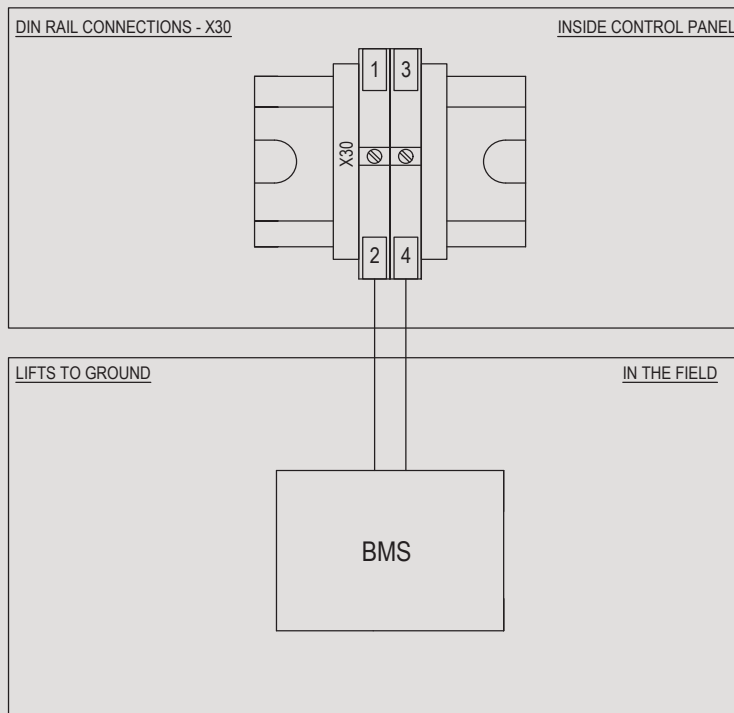 DIN RAIL CONNECTIONS - X30
INSIDE CONTROL PANEL
1 3
X30
2 4
LIFTS TO GROUND
IN THE FIELD
BMS